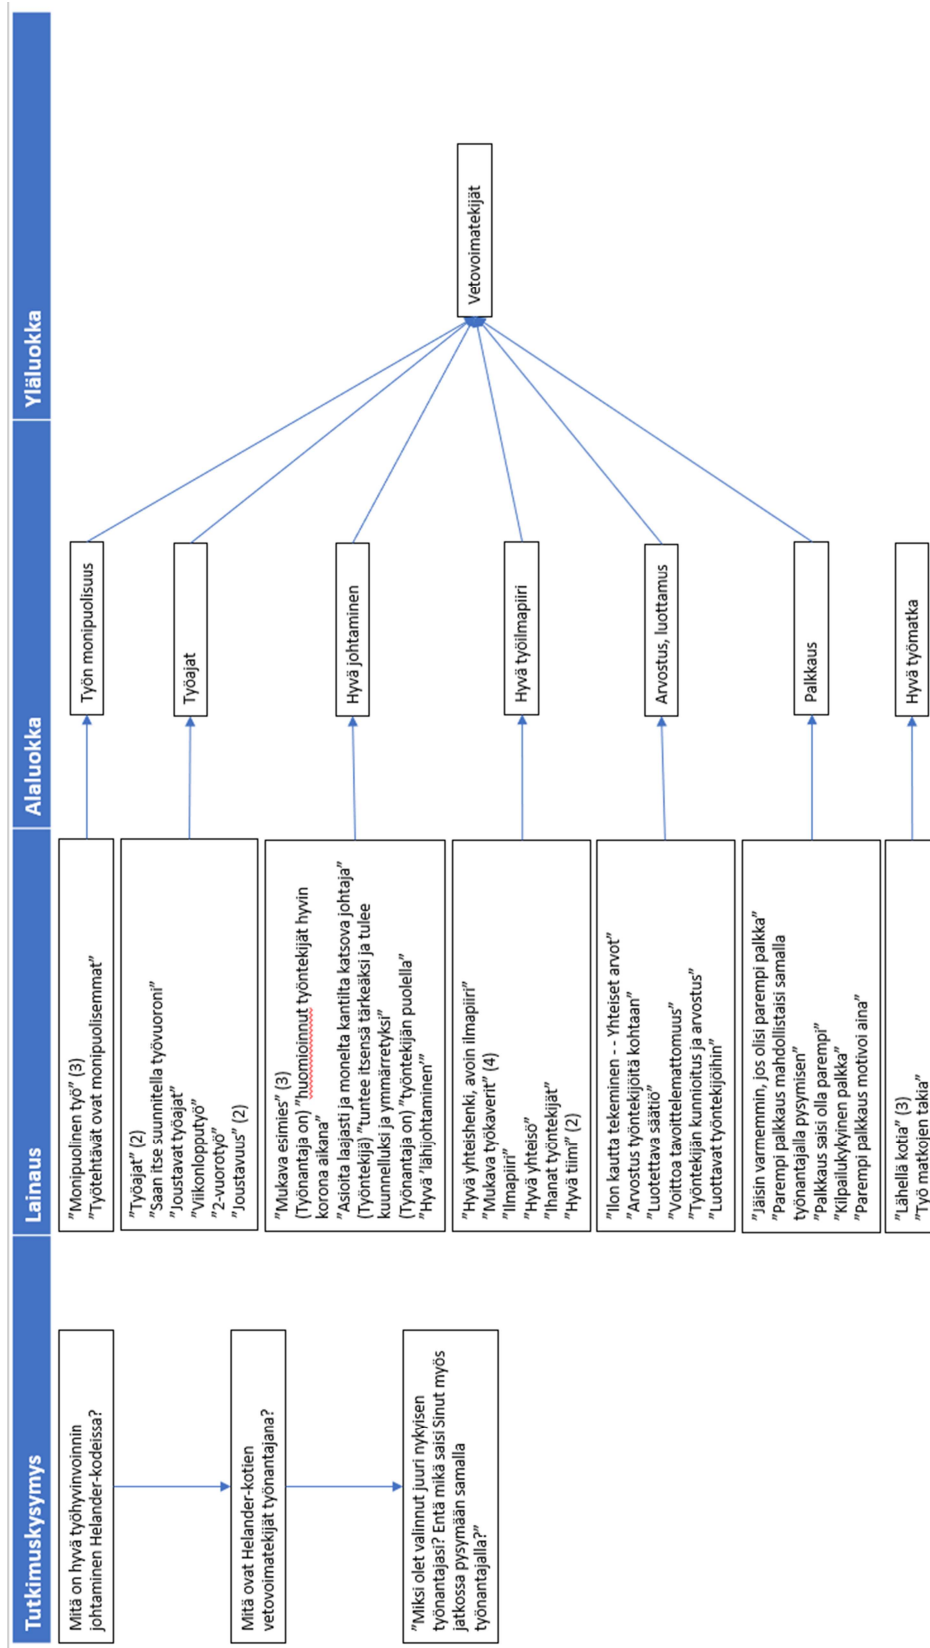 Tutkimuskysymys
Lainaus
Alaluokka
Yläluokka
Mitä on hyvä työhyvinvoinnin
johtaminen Helander-kodeissa?
Mitä ovat Helander-kotien
vetovoimatekijät työnantajana?
”Miksi olet valinnut juuri nykyisen
työnantajasi? Entä mikä saisi Sinut myös
jatkossa pysymään samalla
työnantajalla?”
”Monipuolinen työ” (3)
”Työtehtävät ovat monipuolisemmat”
”Työajat” (2)
”Saan itse suunnitella työvuoroni”
”Joustavat työajat”
”Viikonlopputyö”
”2-vuorotyö”
”Joustavuus” (2)
”Mukava esimies” (3)
(Työnantaja on) ”huomioinnut työntekijät hyvin
korona aikana”
”Asioita laajasti ja monelta kantilta katsova johtaja”
(Työntekijä) ”tuntee itsensä tärkeäksi ja tulee
kuunnelluksi ja ymmärretyksi”
(Työnantaja on) ”työntekijän puolella”
”Hyvä ’lähijohtaminen’”
”Hyvä yhteishenki, avoin ilmapiiri”
”Mukava työkaverit” (4)
”Ilmapiiri”
”Hyvä yhteisö”
”Ihanat työntekijät”
”Hyvä tiimi” (2)
”Ilon kautta tekeminen - - Yhteiset arvot”
”Arvostus työntekijöitä kohtaan”
”Luotettava säätiö”
”Voittoa tavoittelemattomuus”
”Työntekijän kunnioitus ja arvostus”
”Luottavat työntekijöihin”
”Jäisin varmemmin, jos olisi parempi palkka”
”Parempi palkkaus mahdollistaisi samalla
työnantajalla pysymisen”
”Palkkaus saisi olla parempi”
”Kilpailukykyinen palkka”
”Parempi palkkaus motivoi aina”
”Lähellä kotia” (3)
”Työ matkojen takia”
Työn monipuolisuus
Työajat
Hyvä johtaminen
Hyvä työilmapiiri
Arvostus, luottamus
Palkkaus
Hyvä työmatka
Vetovoimatekijät